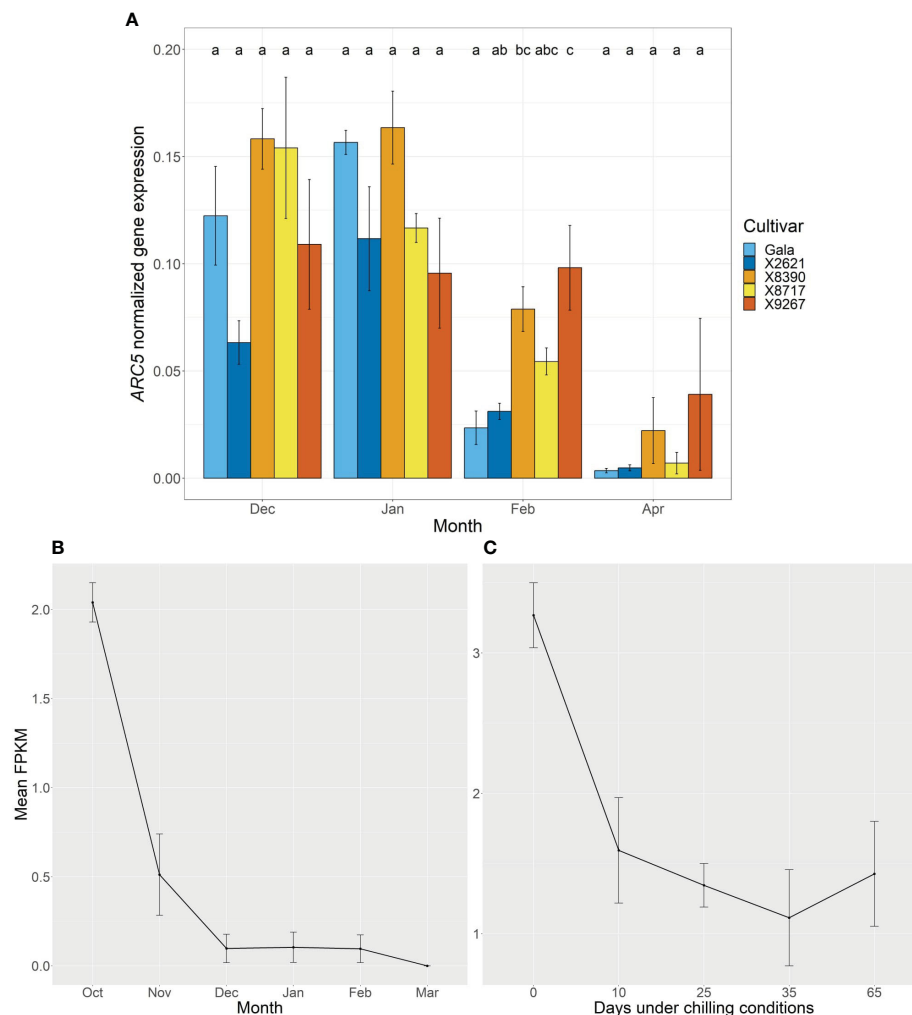 A
0.20
0.15
0.10
0.05
0.00
ARC5 normalized gene expression
a a a a a a a a a a a ab bc abc c a a a a a
Dec Jan Feb Apr
Month
Cultivar
Gala
X2621
X8390
X8717
X9267
B
Mean FPKM
2.0
1.5
1.0
0.5
0.0
Oct Nov Dec Jan Feb Mar
Month
C
3
2
1
0 10 25 35 65
Days under chilling conditions